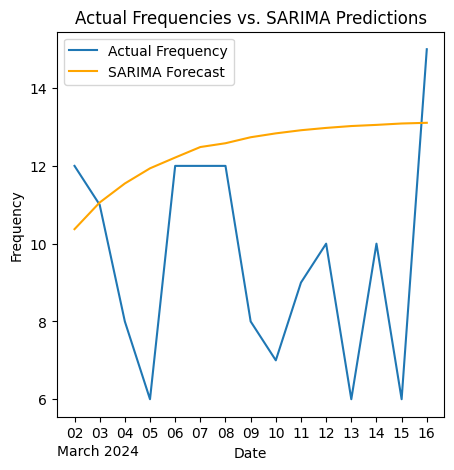 Actual Frequencies vs. SARIMA Predictions
Actual Frequency
SARIMA Forecast
14
12
10
8
6
Frequency
02 03 04 05 06 07 08 09 10 11 12 13 14 15 16
March 2024
Date